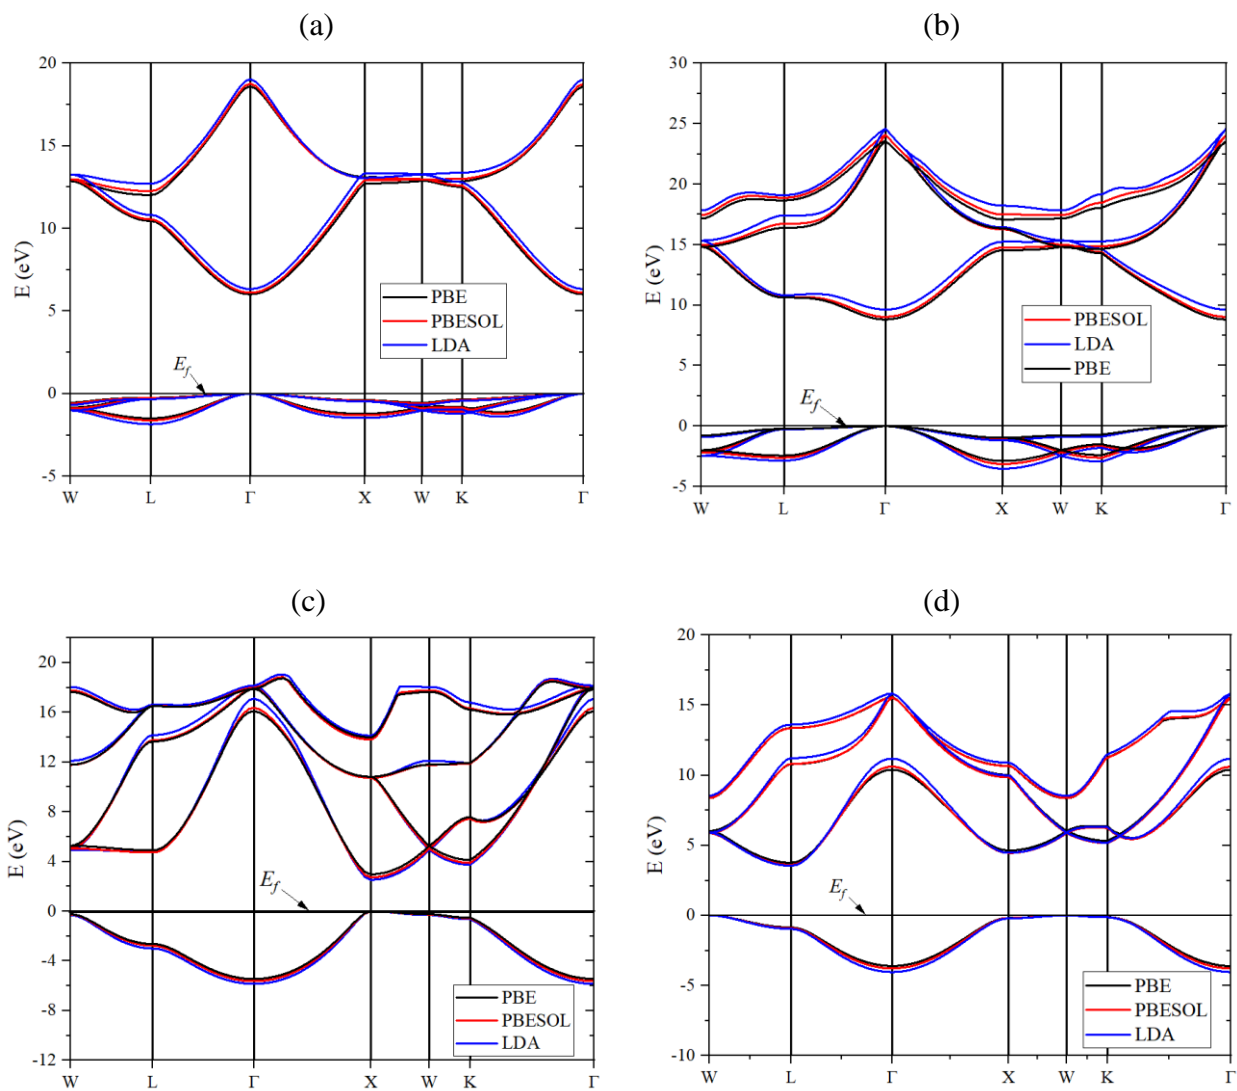 (a)
20
15
10
5
0
-5
E (eV)
E_f
PBE
PBESOL
LDA
W L Γ X W K Γ
(b)
30
25
20
15
10
5
0
-5
E (eV)
E_f
PBESOL
LDA
PBE
W L Γ X W K Γ
(c)
20
16
12
8
4
0
-4
-8
-12
E (eV)
E_f
PBE
PBESOL
LDA
W L Γ X W K Γ
(d)
20
15
10
5
0
-5
-10
E (eV)
E_f
PBE
PBESOL
LDA
W L Γ X W K Γ